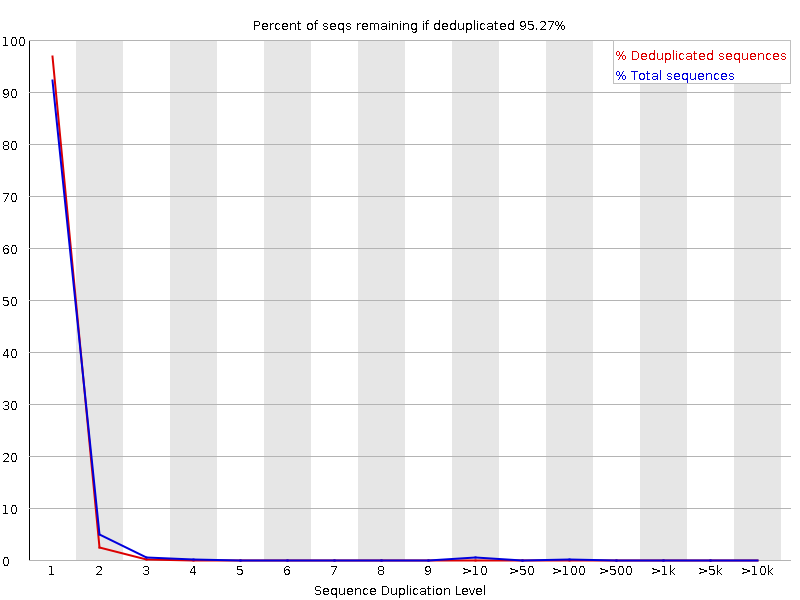 Percent of seqs remaining if deduplicated 95.27%
% Deduplicated sequences
% Total sequences
100
90
80
70
60
50
40
30
20
10
0
1 2 3 4 5 6 7 8 9 >10 >50 >100 >500 >1k >5k >10k
Sequence Duplication Level